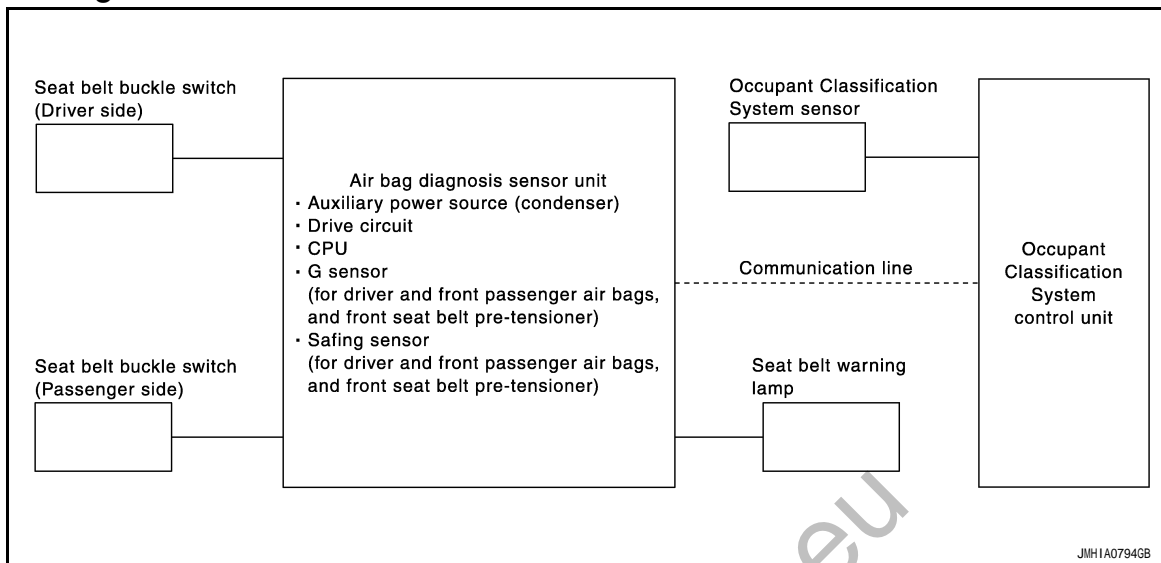 Seat belt buckle switch
(Driver side)
Air bag diagnosis sensor unit
· Auxiliary power source (condenser)
· Drive circuit
· CPU
· G sensor
(for driver and front passenger air bags,
and front seat belt pre-tensioner)
· Safing sensor
(for driver and front passenger air bags,
and front seat belt pre-tensioner)
Seat belt buckle switch
(Passenger side)
Occupant Classification
System sensor
Communication line
Occupant
Classification
System
control unit
Seat belt warning
lamp
JMHIA0794GB